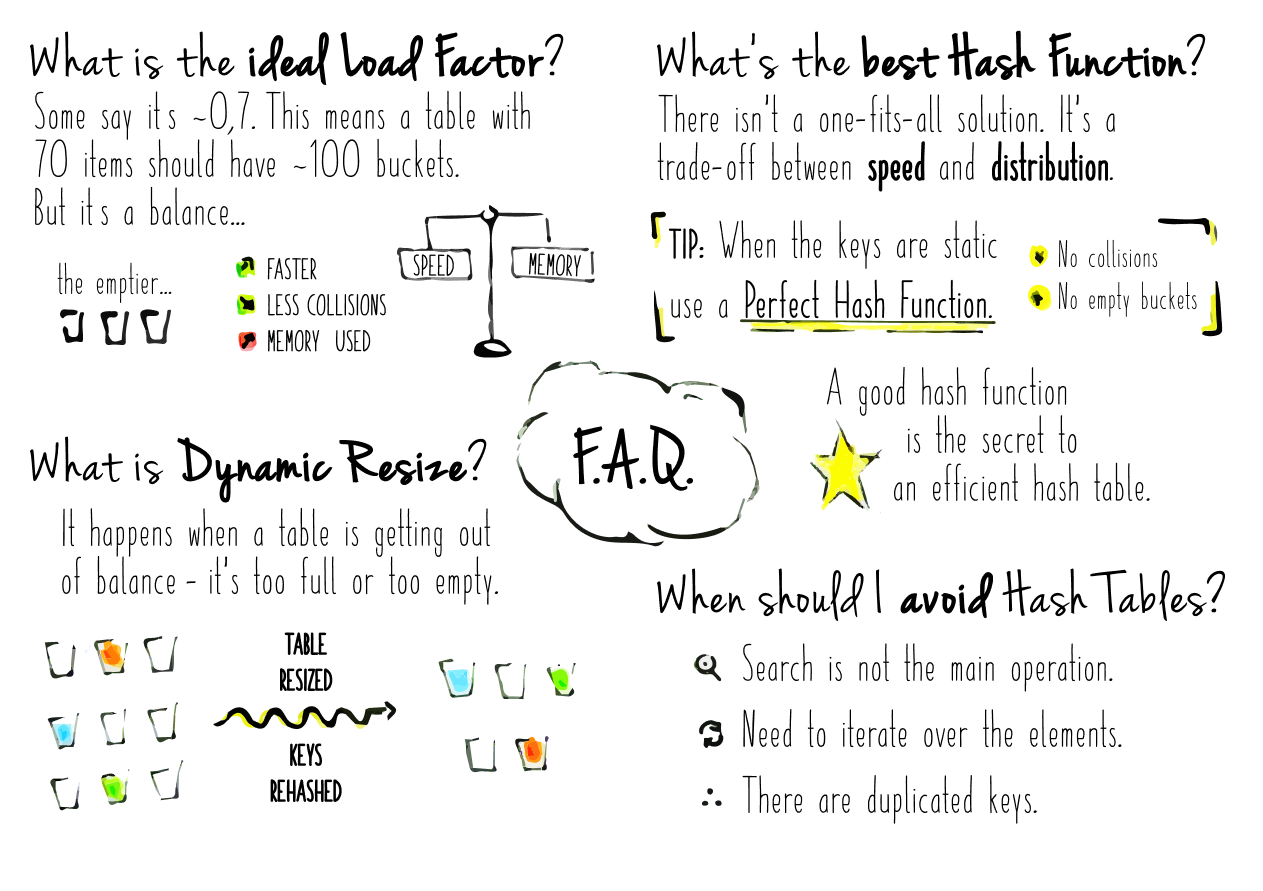 What is the ideal Load Factor?
Some say its ~0,7. This means a table with
70 items should have ~100 buckets.
But its a balance...
the emptier...
FASTER
LESS COLLISIONS
MEMORY USED
SPEED
MEMORY
What's the best Hash Function?
There isn't a one-fits-all solution. It's a
trade-off between speed and distribution.
TIP: When the keys are static
use a Perfect Hash Function.
No collisions
No empty buckets
A good hash function
is the secret to
an efficient hash table.
F.A.Q.
What is Dynamic Resize?
It happens when a table is getting out
of balance - it's too full or too empty.
TABLE
RESIZED
KEYS
REHASHED
When should I avoid Hash Tables?
Search is not the main operation.
Need to iterate over the elements.
There are duplicated keys.